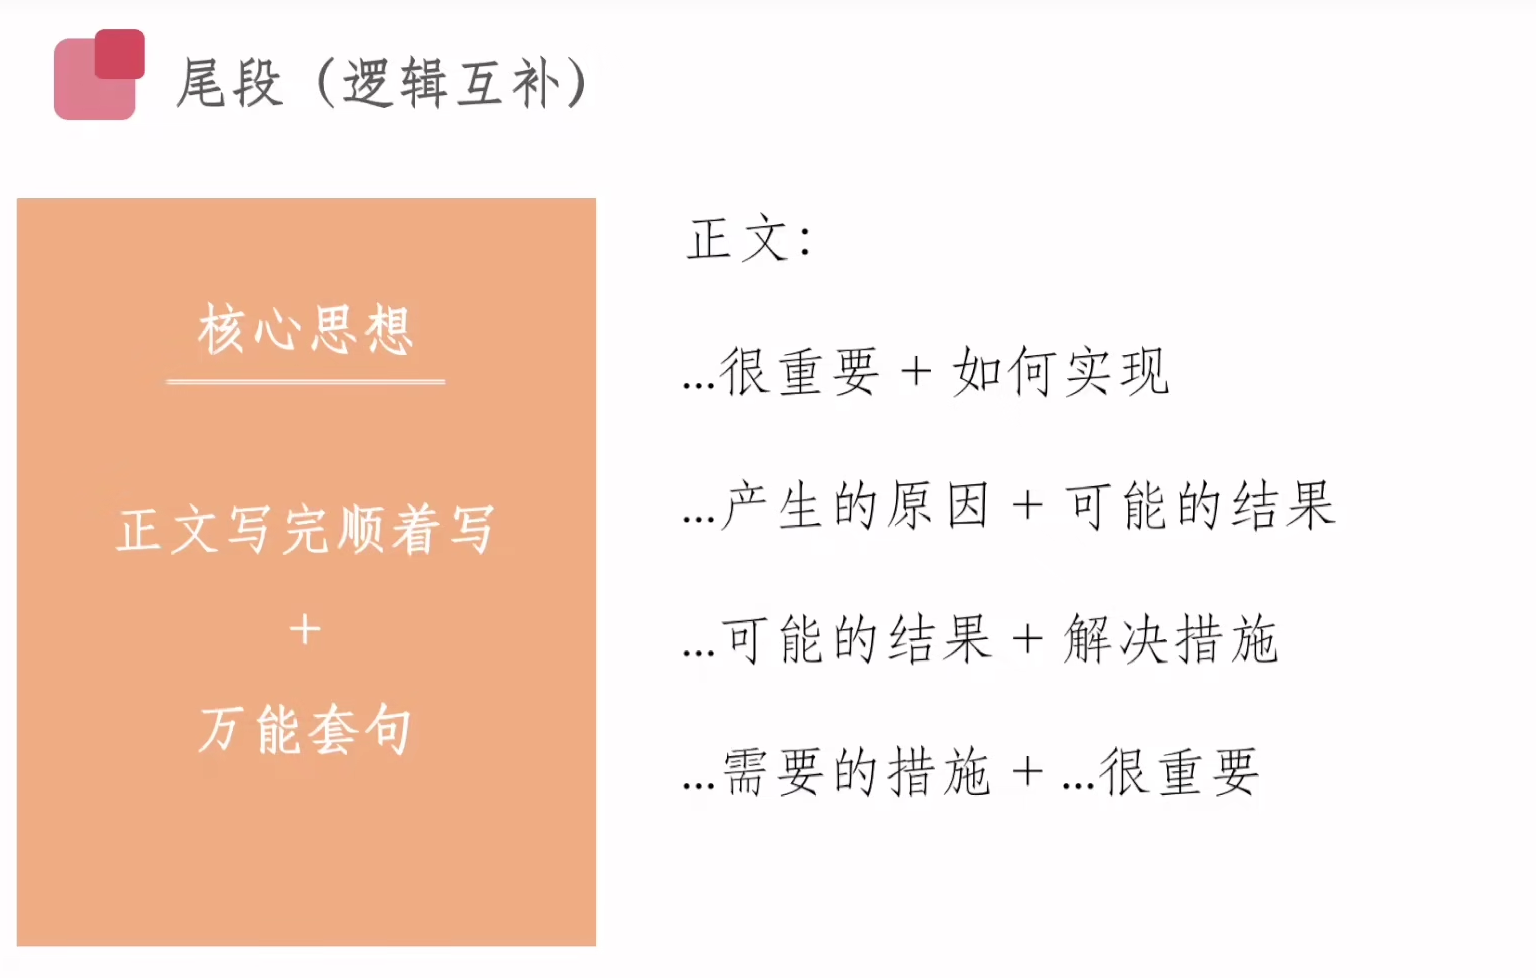 尾段（逻辑互补）
核心思想
正文写完顺着写
+
万能套句
正文：
...很重要 + 如何实现
...产生的原因 + 可能的结果
...可能的结果 + 解决措施
...需要的措施 + ...很重要